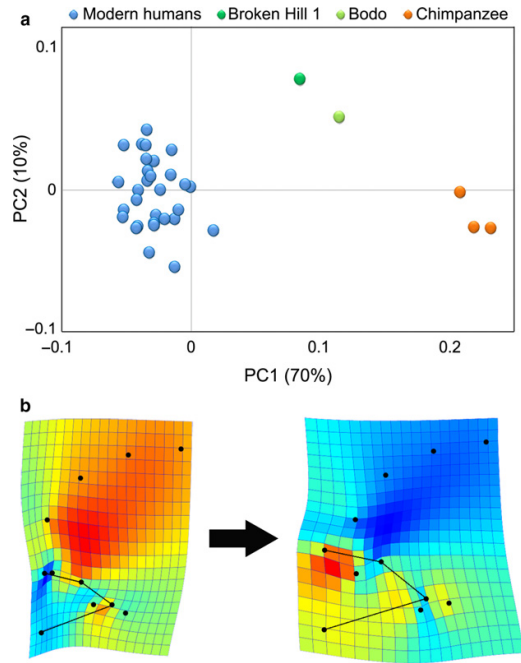 a
Modern humans Broken Hill 1 Bodo Chimpanzee
0.1
PC2 (10%)
0
−0.1
−0.1 0 0.1 0.2
PC1 (70%)
b